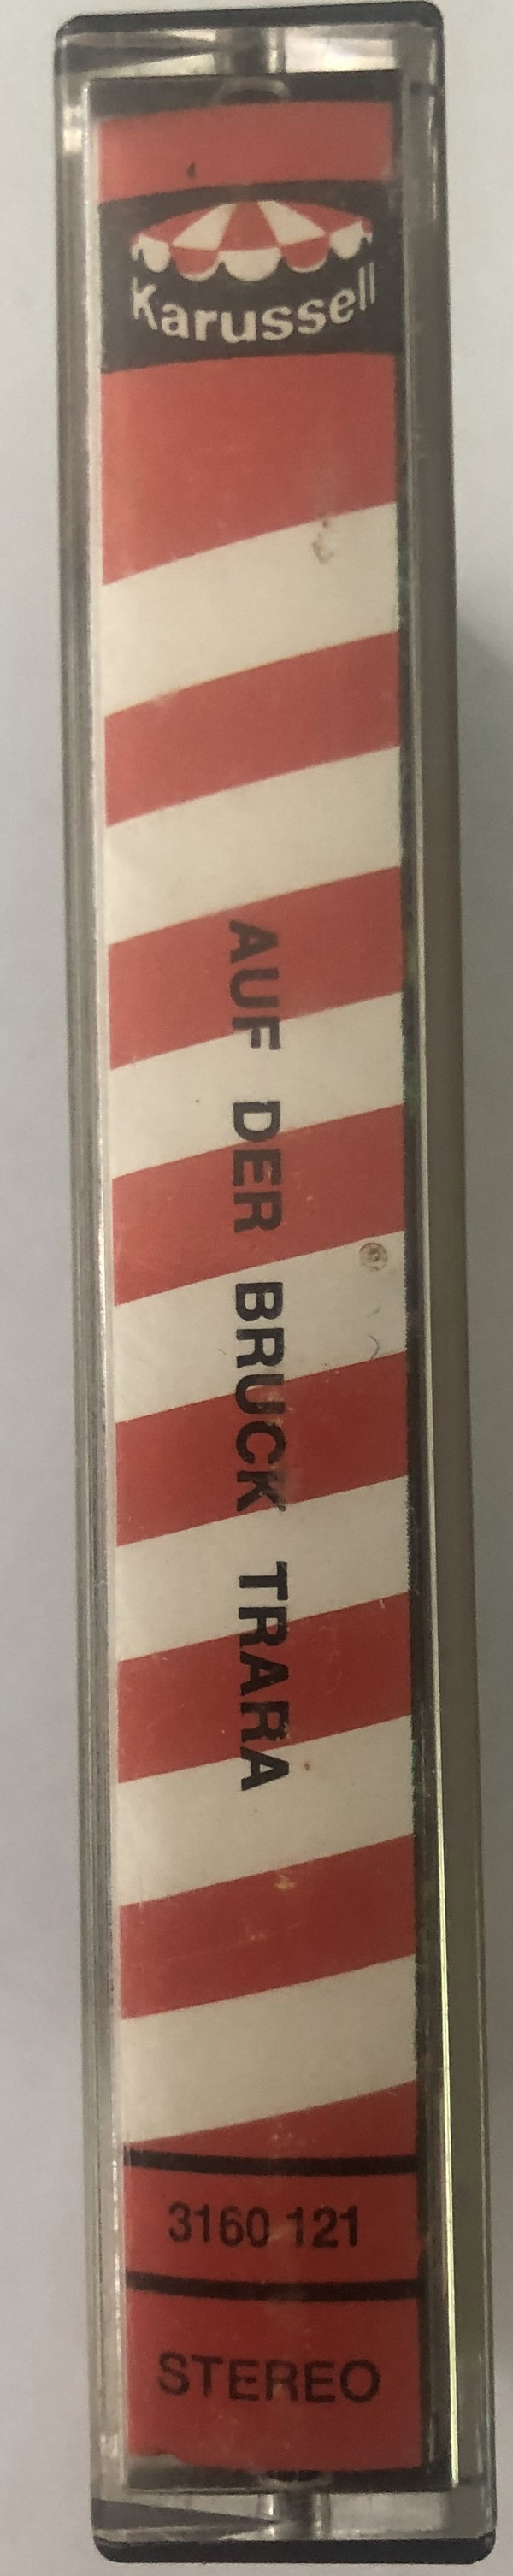 Karussell
AUF DER BRUCK TRARA
3160 121
STEREO